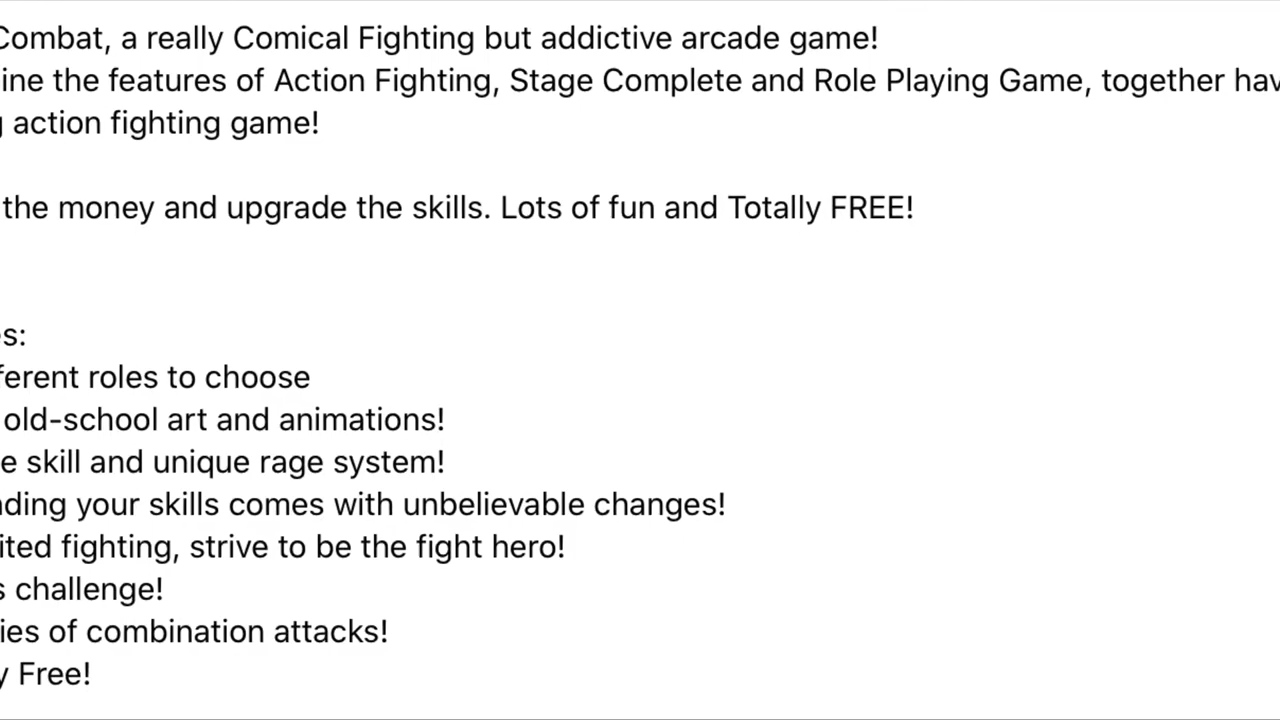 Combat, a really Comical Fighting but addictive arcade game!
ine the features of Action Fighting, Stage Complete and Role Playing Game, together hav
g action fighting game!
the money and upgrade the skills. Lots of fun and Totally FREE!
es:
ferent roles to choose
old-school art and animations!
e skill and unique rage system!
ading your skills comes with unbelievable changes!
ited fighting, strive to be the fight hero!
s challenge!
ies of combination attacks!
y Free!